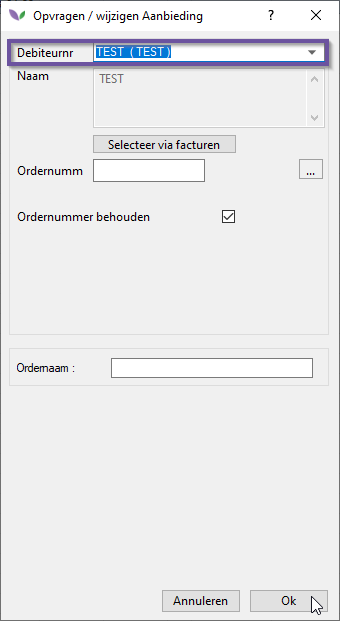 Opvragen / wijzigen Aanbieding ? ×
Debiteurnr TEST ( TEST )
Naam TEST
Selecteer via facturen
Ordernumm ...
Ordernummer behouden
Ordernaam :
Annuleren Ok